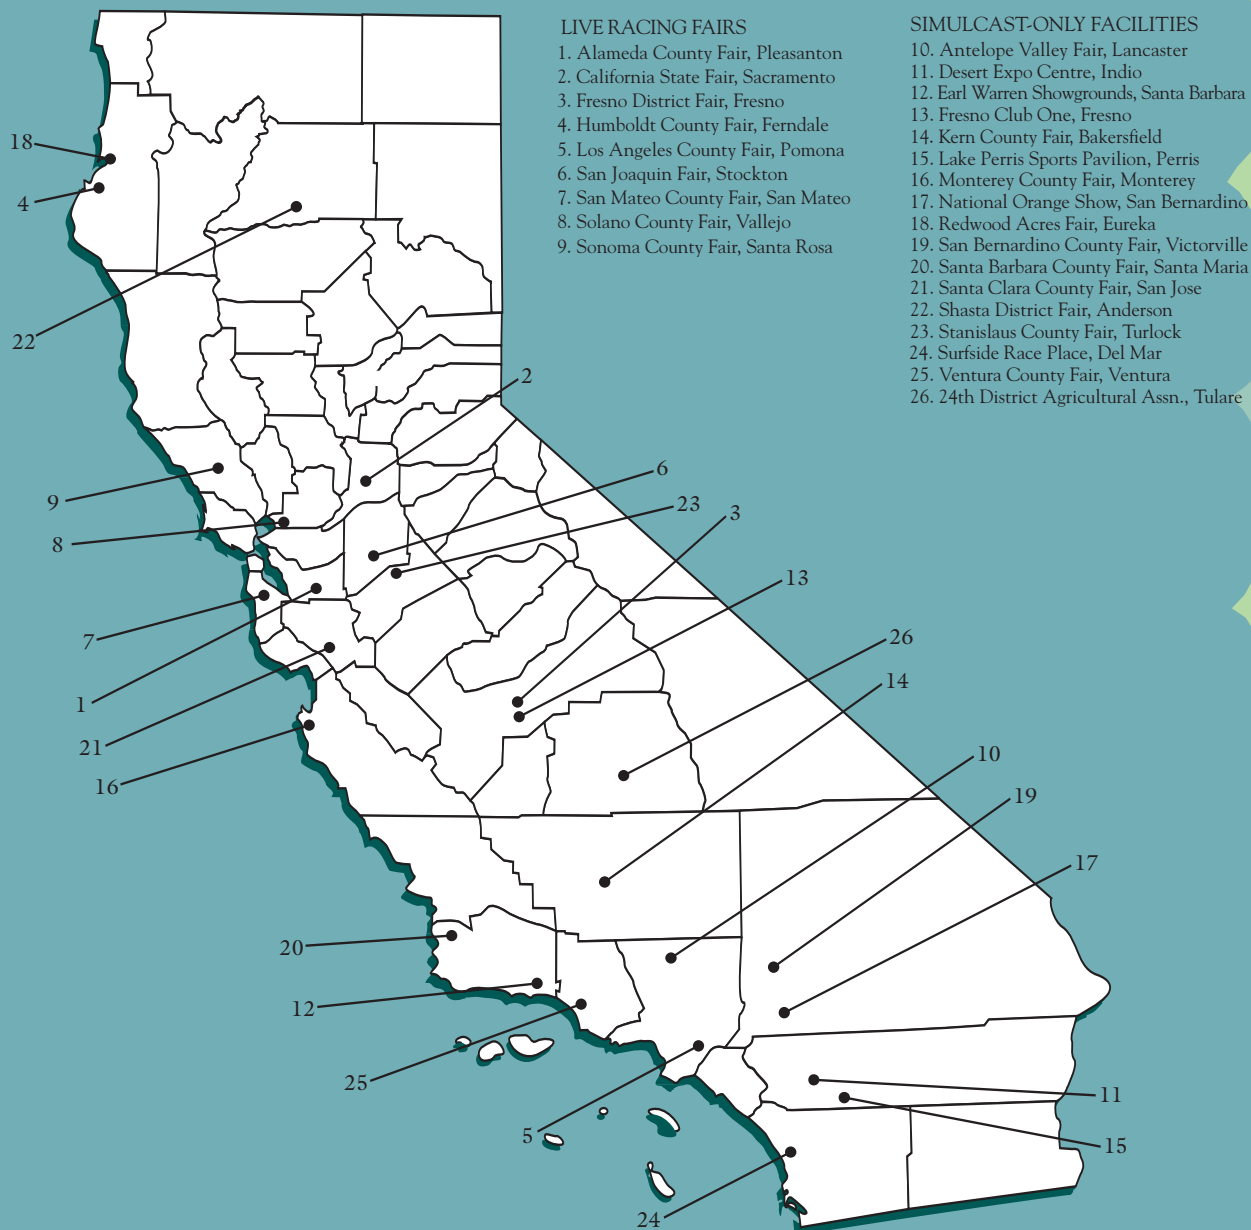 LIVE RACING FAIRS
1. Alameda County Fair, Pleasanton
2. California State Fair, Sacramento
3. Fresno District Fair, Fresno
4. Humboldt County Fair, Ferndale
5. Los Angeles County Fair, Pomona
6. San Joaquin Fair, Stockton
7. San Mateo County Fair, San Mateo
8. Solano County Fair, Vallejo
9. Sonoma County Fair, Santa Rosa
SIMULCAST-ONLY FACILITIES
10. Antelope Valley Fair, Lancaster
11. Desert Expo Centre, Indio
12. Earl Warren Showgrounds, Santa Barbara
13. Fresno Club One, Fresno
14. Kern County Fair, Bakersfield
15. Lake Perris Sports Pavilion, Perris
16. Monterey County Fair, Monterey
17. National Orange Show, San Bernardino
18. Redwood Acres Fair, Eureka
19. San Bernardino County Fair, Victorville
20. Santa Barbara County Fair, Santa Maria
21. Santa Clara County Fair, San Jose
22. Shasta District Fair, Anderson
23. Stanislaus County Fair, Turlock
24. Surfside Race Place, Del Mar
25. Ventura County Fair, Ventura
26. 24th District Agricultural Assn., Tulare
18
4
22
2
6
9
23
3
8
13
7
26
14
1
21
10
16
19
17
20
12
25
11
5
15
24